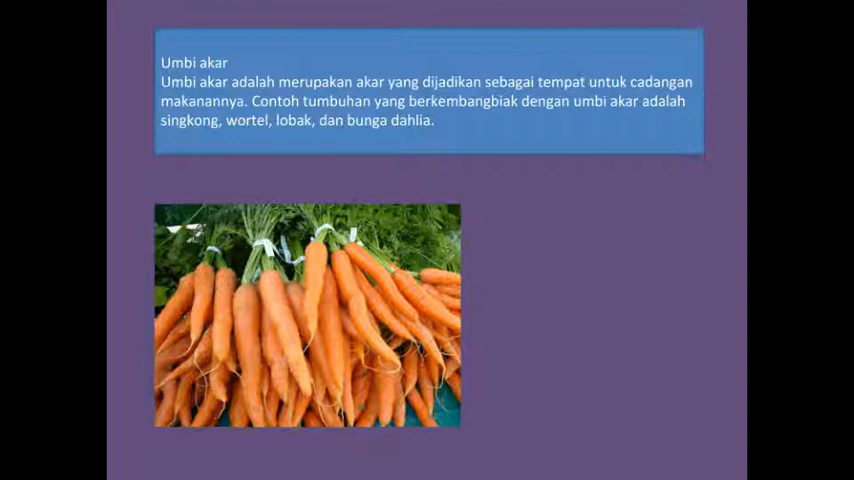 Umbi akar
Umbi akar adalah merupakan akar yang dijadikan sebagai tempat untuk cadangan
makanannya. Contoh tumbuhan yang berkembangbiak dengan umbi akar adalah
singkong, wortel, lobak, dan bunga dahlia.